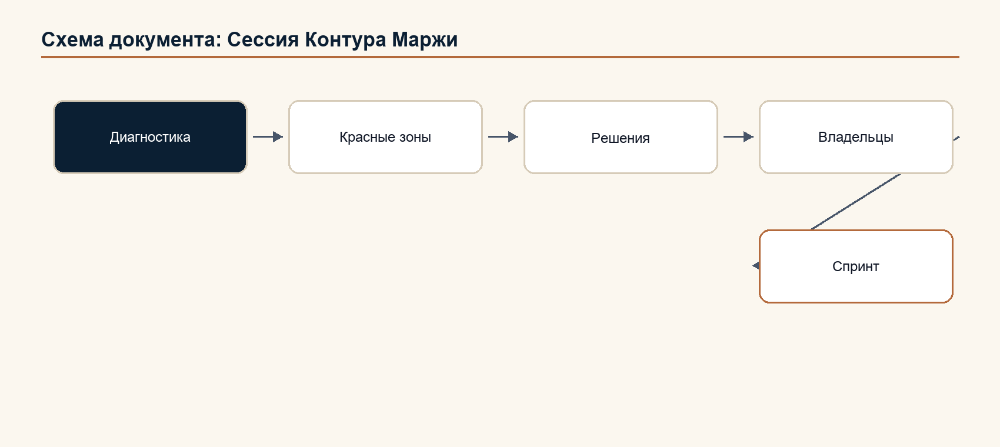 Схема документа: Сессия Контура Маржи
Диагностика
Красные зоны
Решения
Владельцы
Спринт